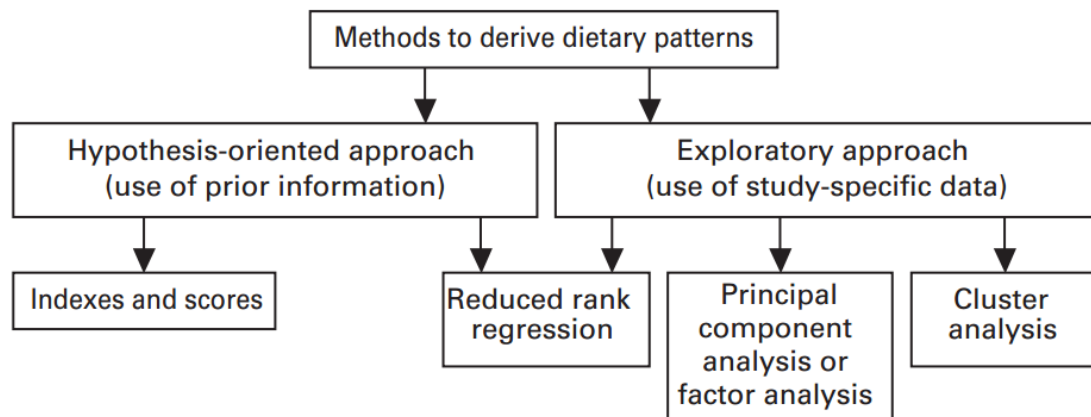 Methods to derive dietary patterns
Hypothesis-oriented approach
(use of prior information)
Exploratory approach
(use of study-specific data)
Indexes and scores
Reduced rank
regression
Principal
component
analysis or
factor analysis
Cluster
analysis